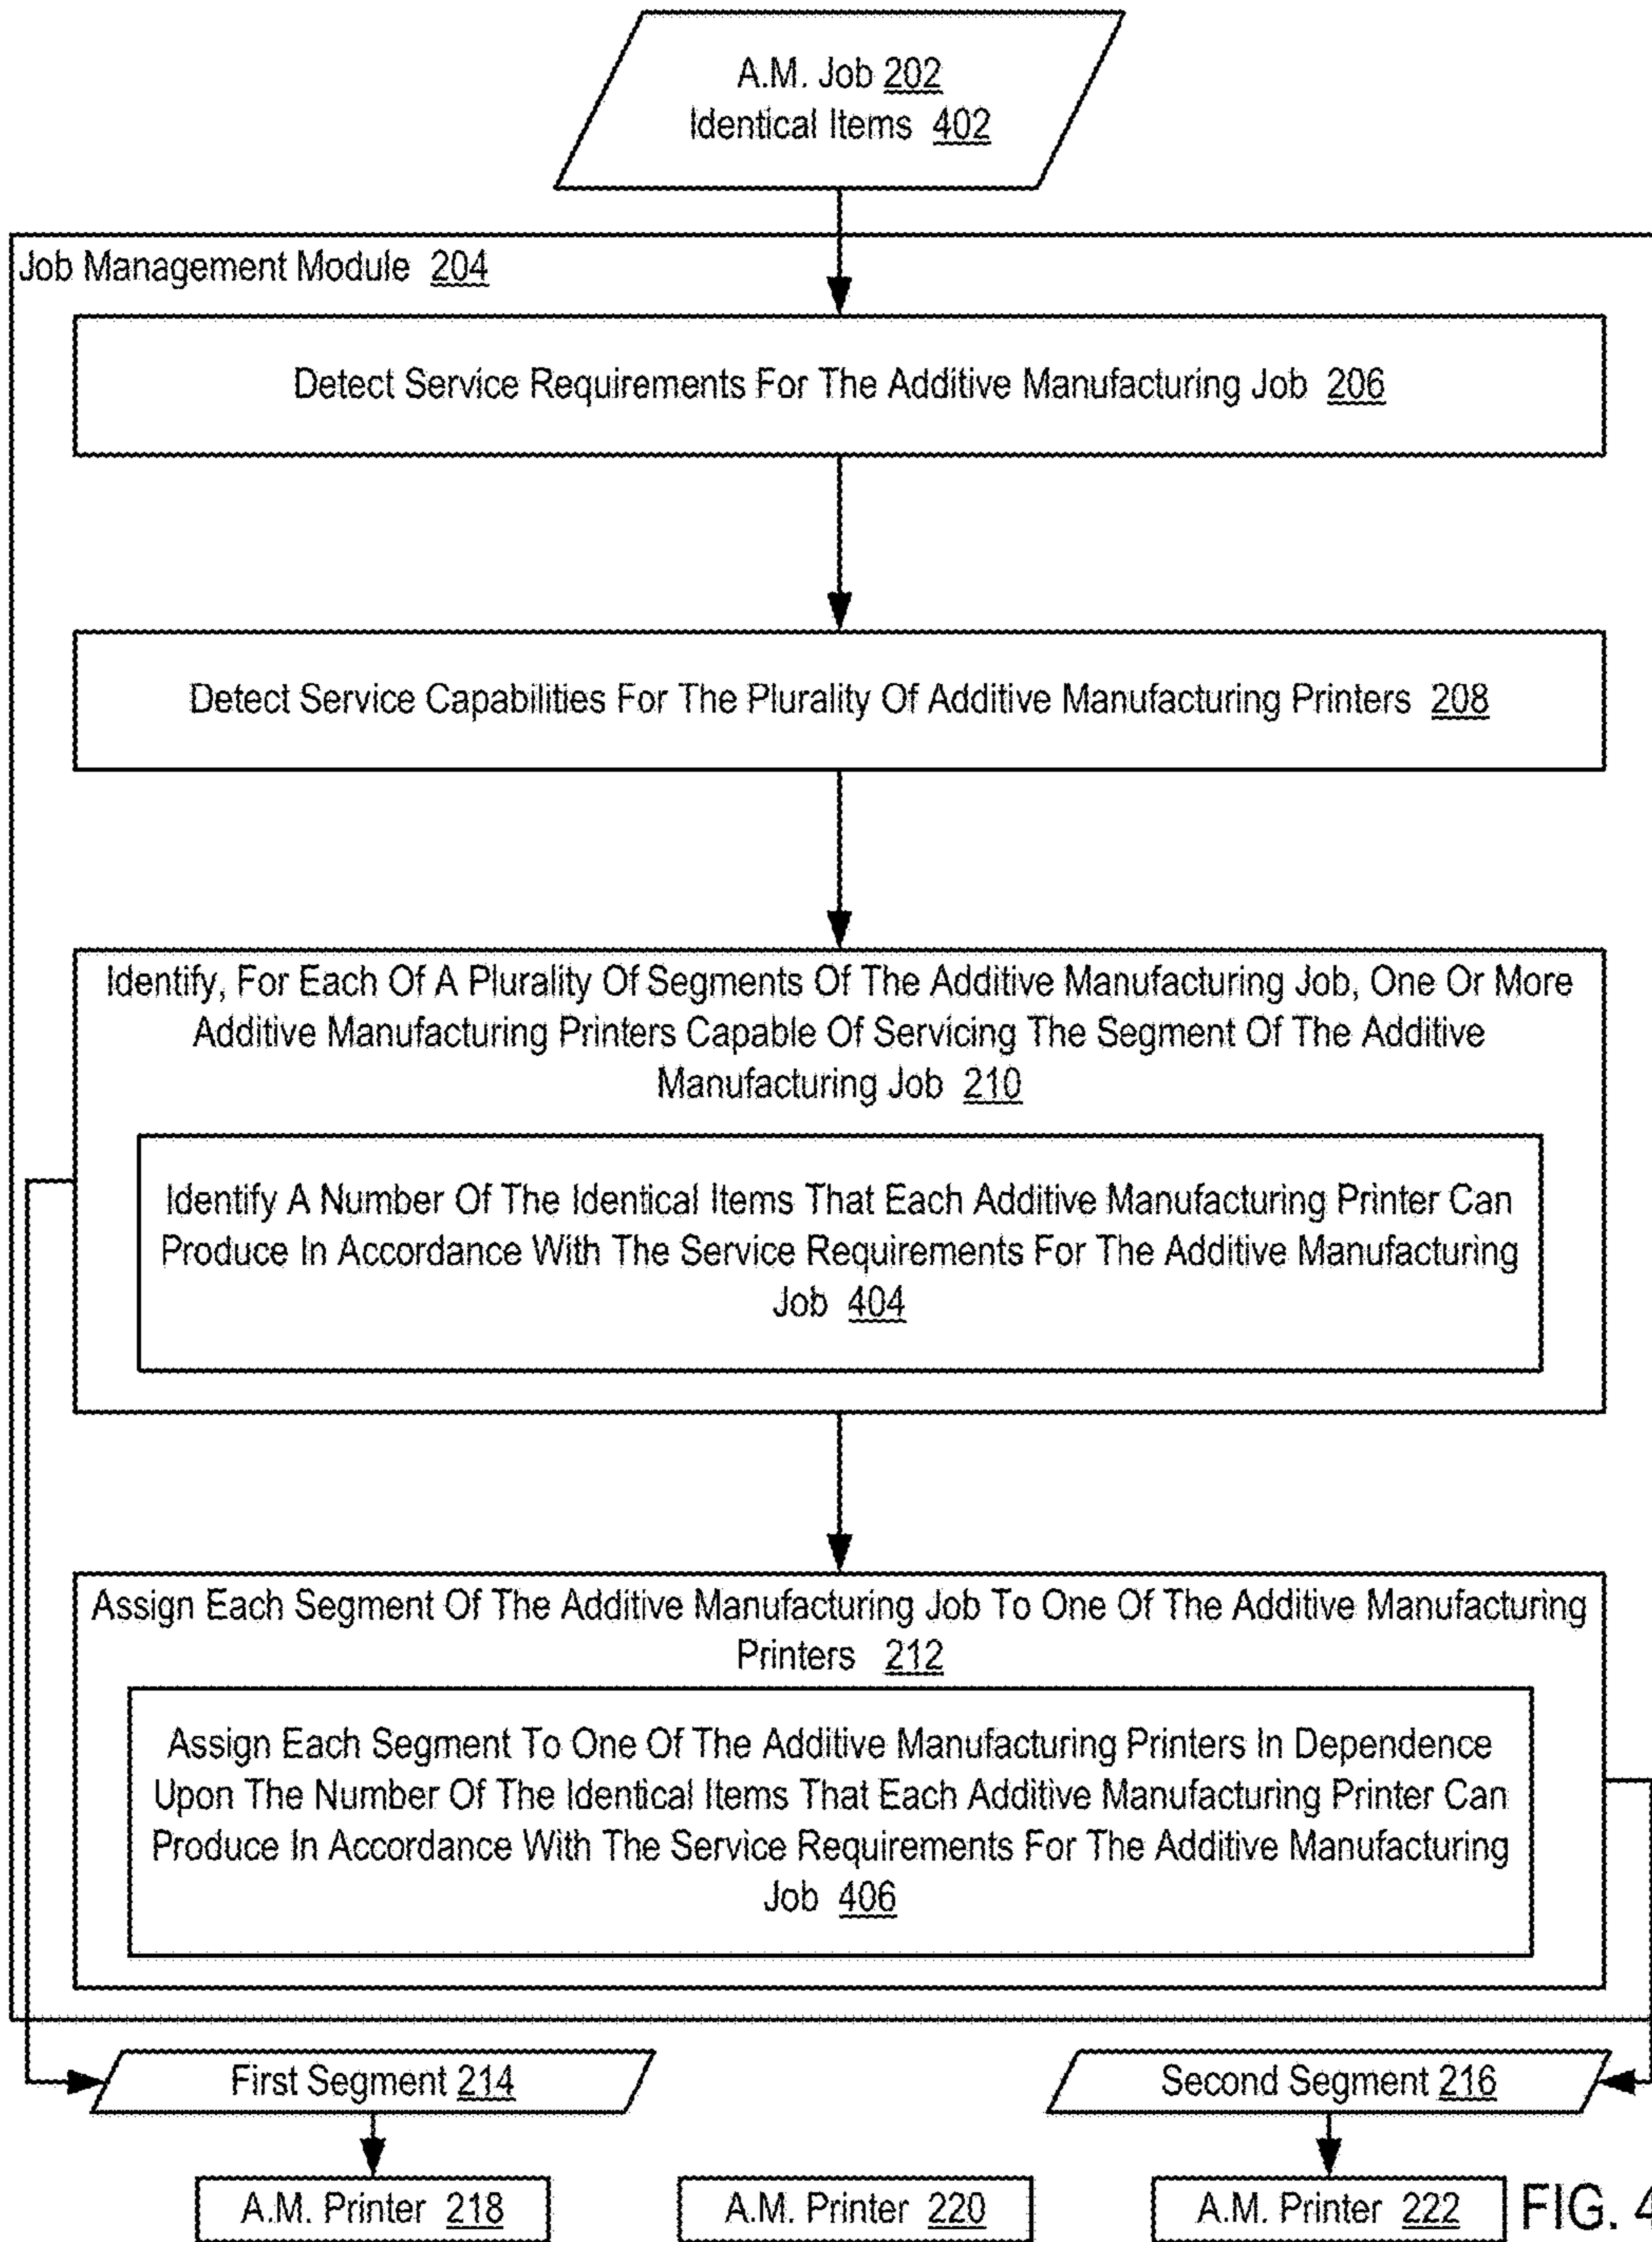 A.M. Job 202
Identical Items 402
Job Management Module 204
Detect Service Requirements For The Additive Manufacturing Job 206
Detect Service Capabilities For The Plurality Of Additive Manufacturing Printers 208
Identify, For Each Of A Plurality Of Segments Of The Additive Manufacturing Job, One Or More
Additive Manufacturing Printers Capable Of Servicing The Segment Of The Additive
Manufacturing Job 210
Identify A Number Of The Identical Items That Each Additive Manufacturing Printer Can
Produce In Accordance With The Service Requirements For The Additive Manufacturing
Job 404
Assign Each Segment Of The Additive Manufacturing Job To One Of The Additive Manufacturing
Printers 212
Assign Each Segment To One Of The Additive Manufacturing Printers In Dependence
Upon The Number Of The Identical Items That Each Additive Manufacturing Printer Can
Produce In Accordance With The Service Requirements For The Additive Manufacturing
Job 406
First Segment 214
Second Segment 216
A.M. Printer 218
A.M. Printer 220
A.M. Printer 222
FIG. 4